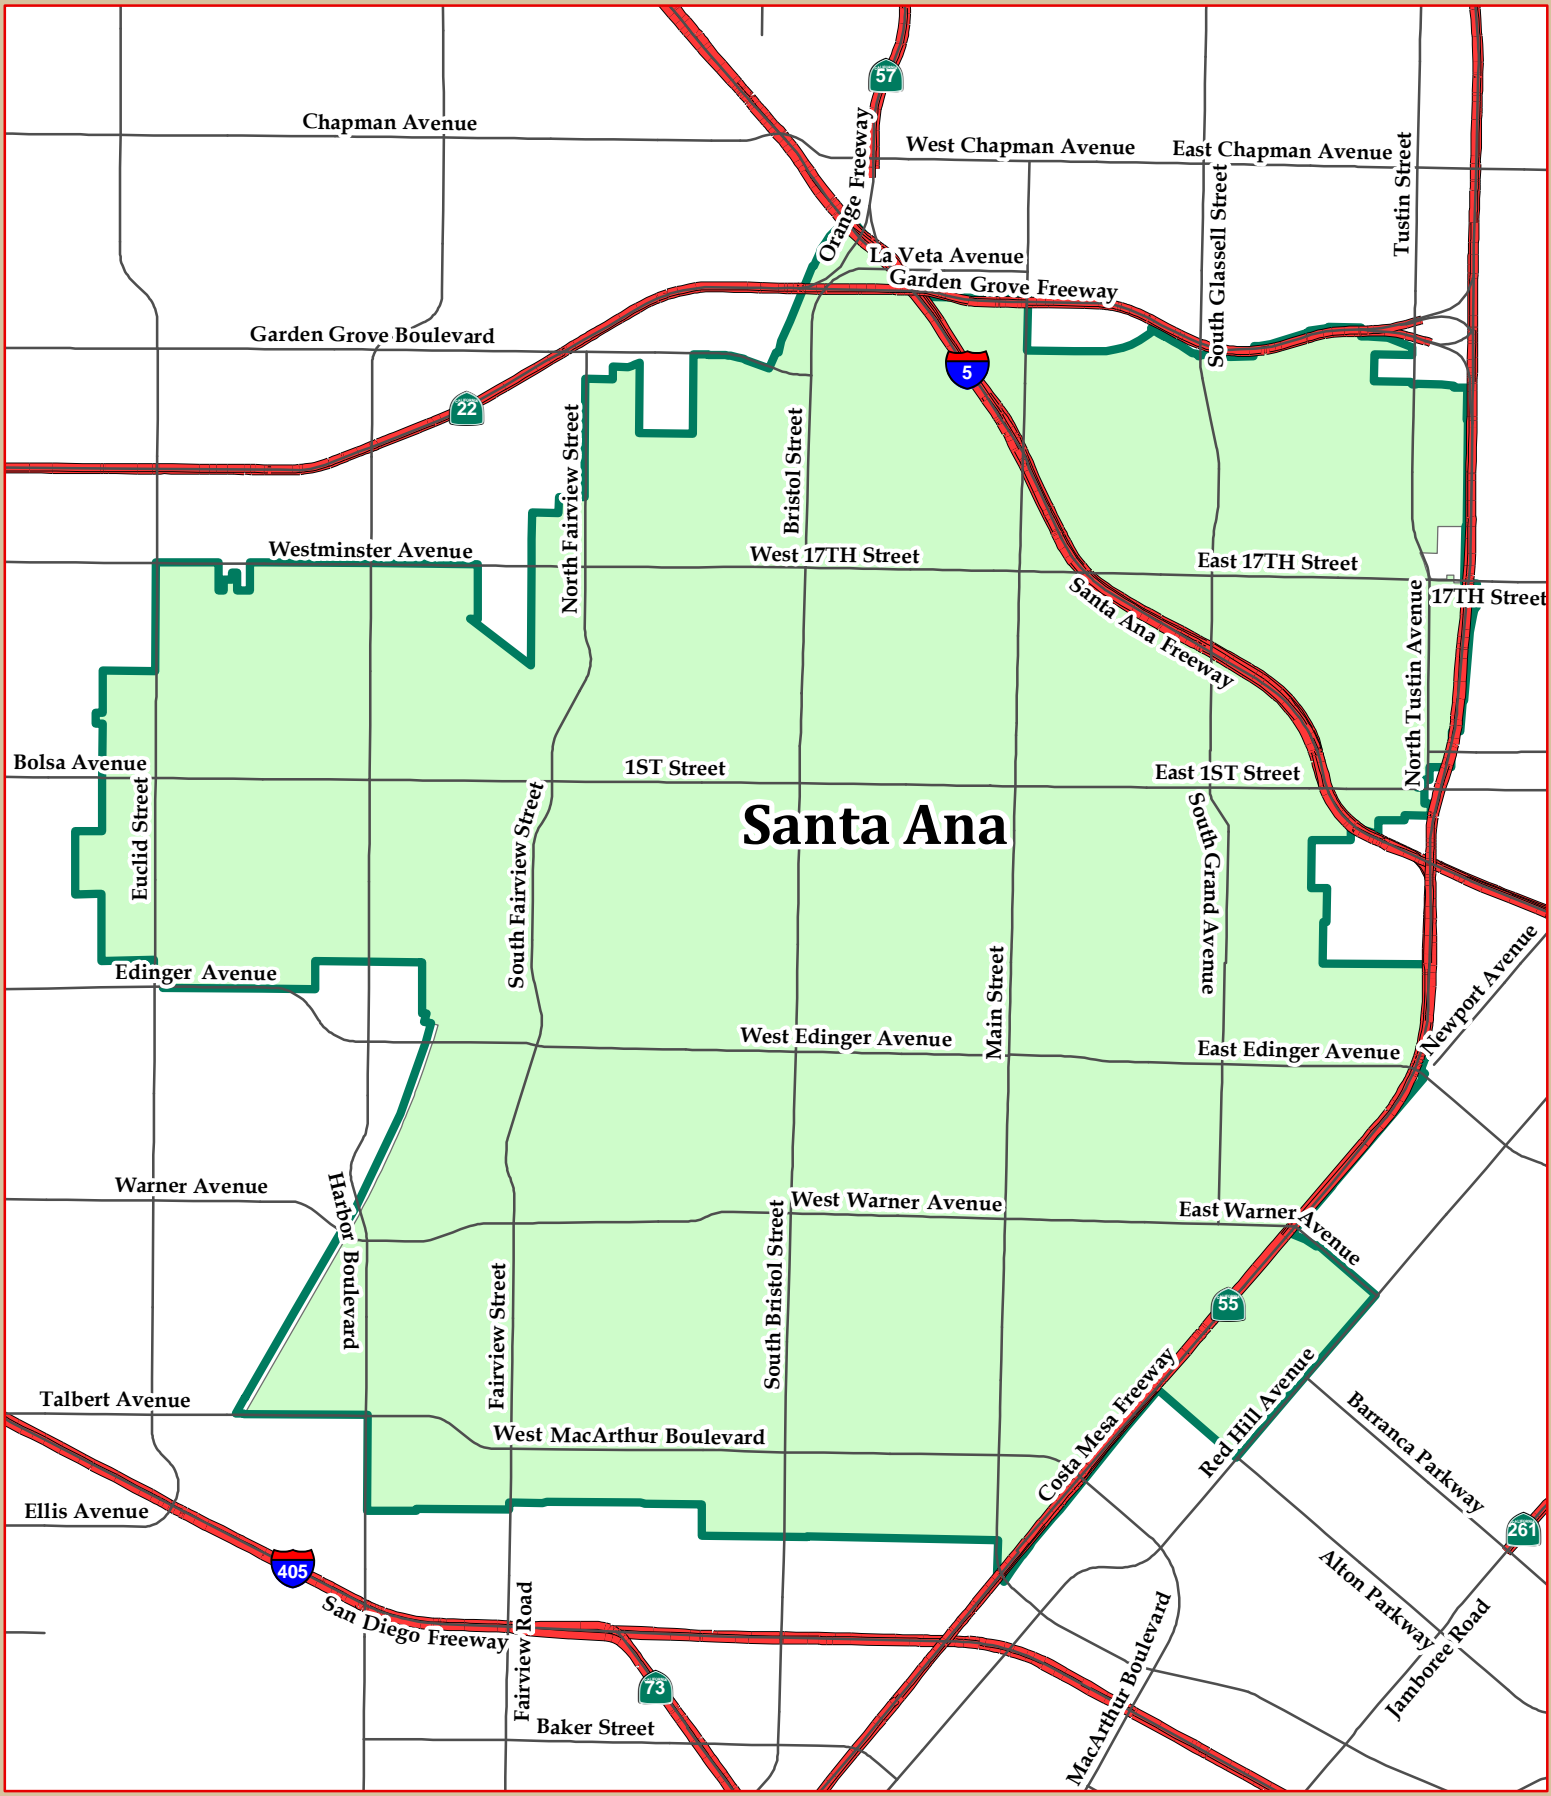 57
Chapman Avenue
West Chapman Avenue
East Chapman Avenue
Orange Freeway
Tustin Street
South Glassell Street
La Veta Avenue
Garden Grove Freeway
Garden Grove Boulevard
5
22
North Fairview Street
Bristol Street
Westminster Avenue
West 17TH Street
East 17TH Street
17TH Street
Santa Ana Freeway
North Tustin Avenue
Bolsa Avenue
1ST Street
East 1ST Street
Euclid Street
South Fairview Street
Santa Ana
South Grand Avenue
Edinger Avenue
Main Street
Newport Avenue
West Edinger Avenue
East Edinger Avenue
Warner Avenue
Harbor Boulevard
West Warner Avenue
East Warner Avenue
South Bristol Street
Fairview Street
55
Talbert Avenue
West MacArthur Boulevard
Costa Mesa Freeway
Red Hill Avenue
Barranca Parkway
Ellis Avenue
261
405
Alton Parkway
San Diego Freeway
Fairview Road
Jamboree Road
MacArthur Boulevard
73
Baker Street